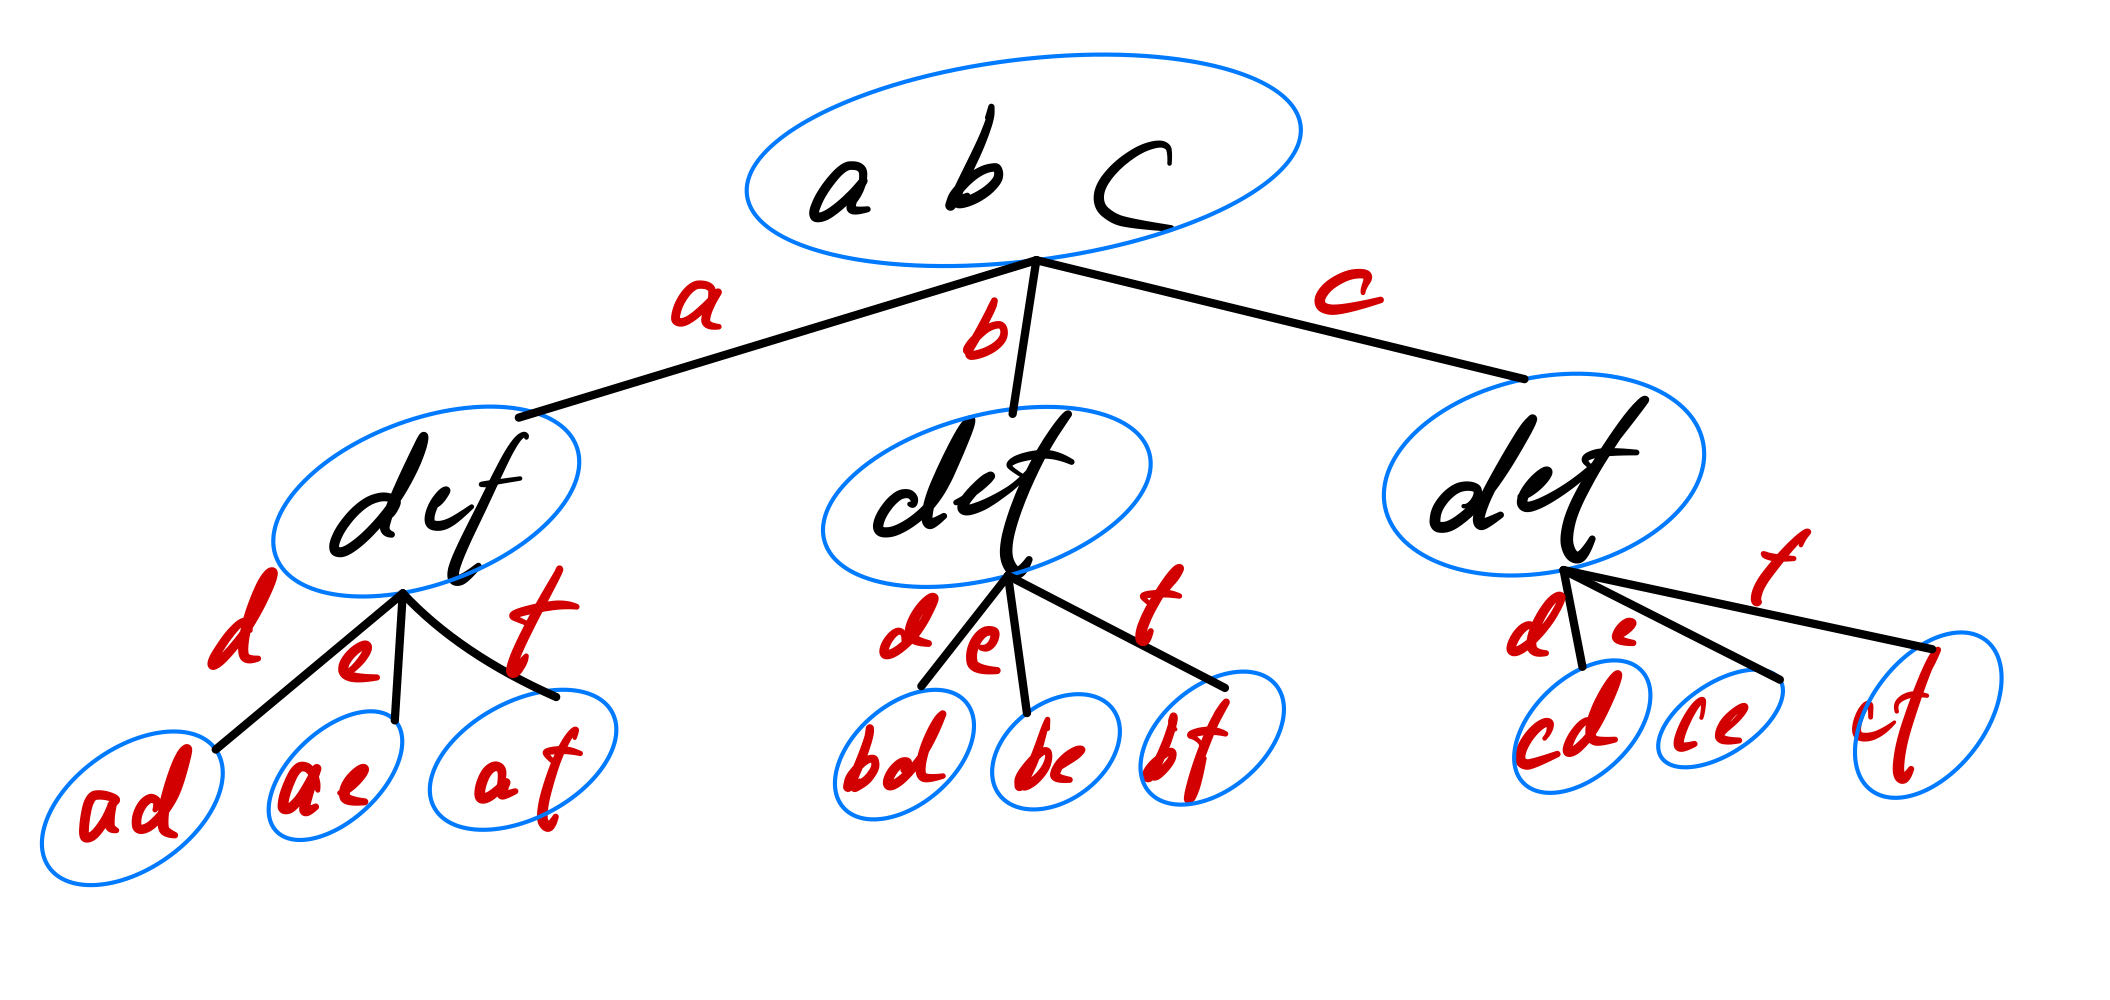 a b c
a b c
def def def
d e f d e f d e f
ad ae af bd be bf cd ce cf